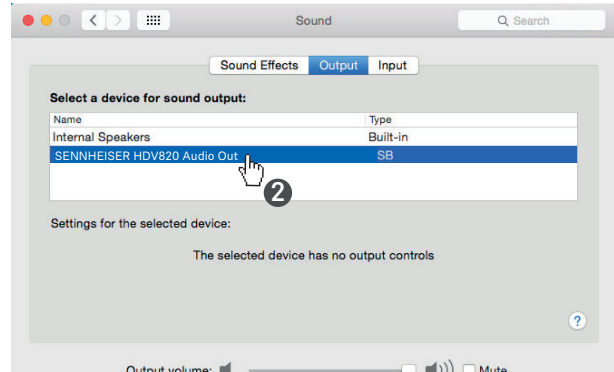 Sound
Search
Sound Effects Output Input
Select a device for sound output:
Name Type
Internal Speakers Built-in
SENNHEISER HDV820 Audio Out SB
2
Settings for the selected device:
The selected device has no output controls
?
Output volume: Mute